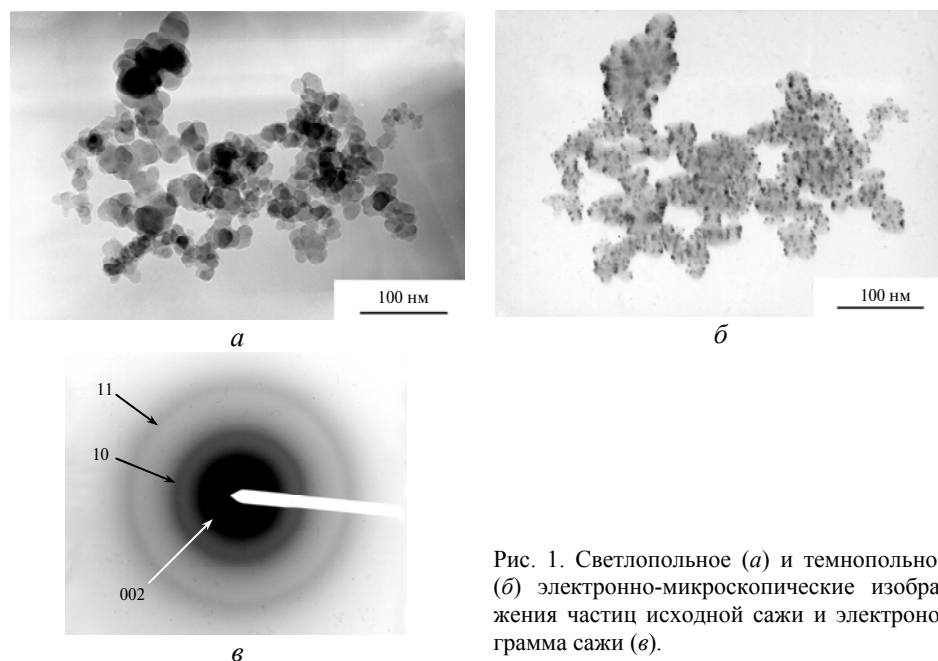 100 нм
100 нм
а
б
11
10
002
в
Рис. 1. Светлопольное (а) и темнопольно
(б) электронно-микроскопические изобра
жения частиц исходной сажи и электроно
грамма сажи (в).